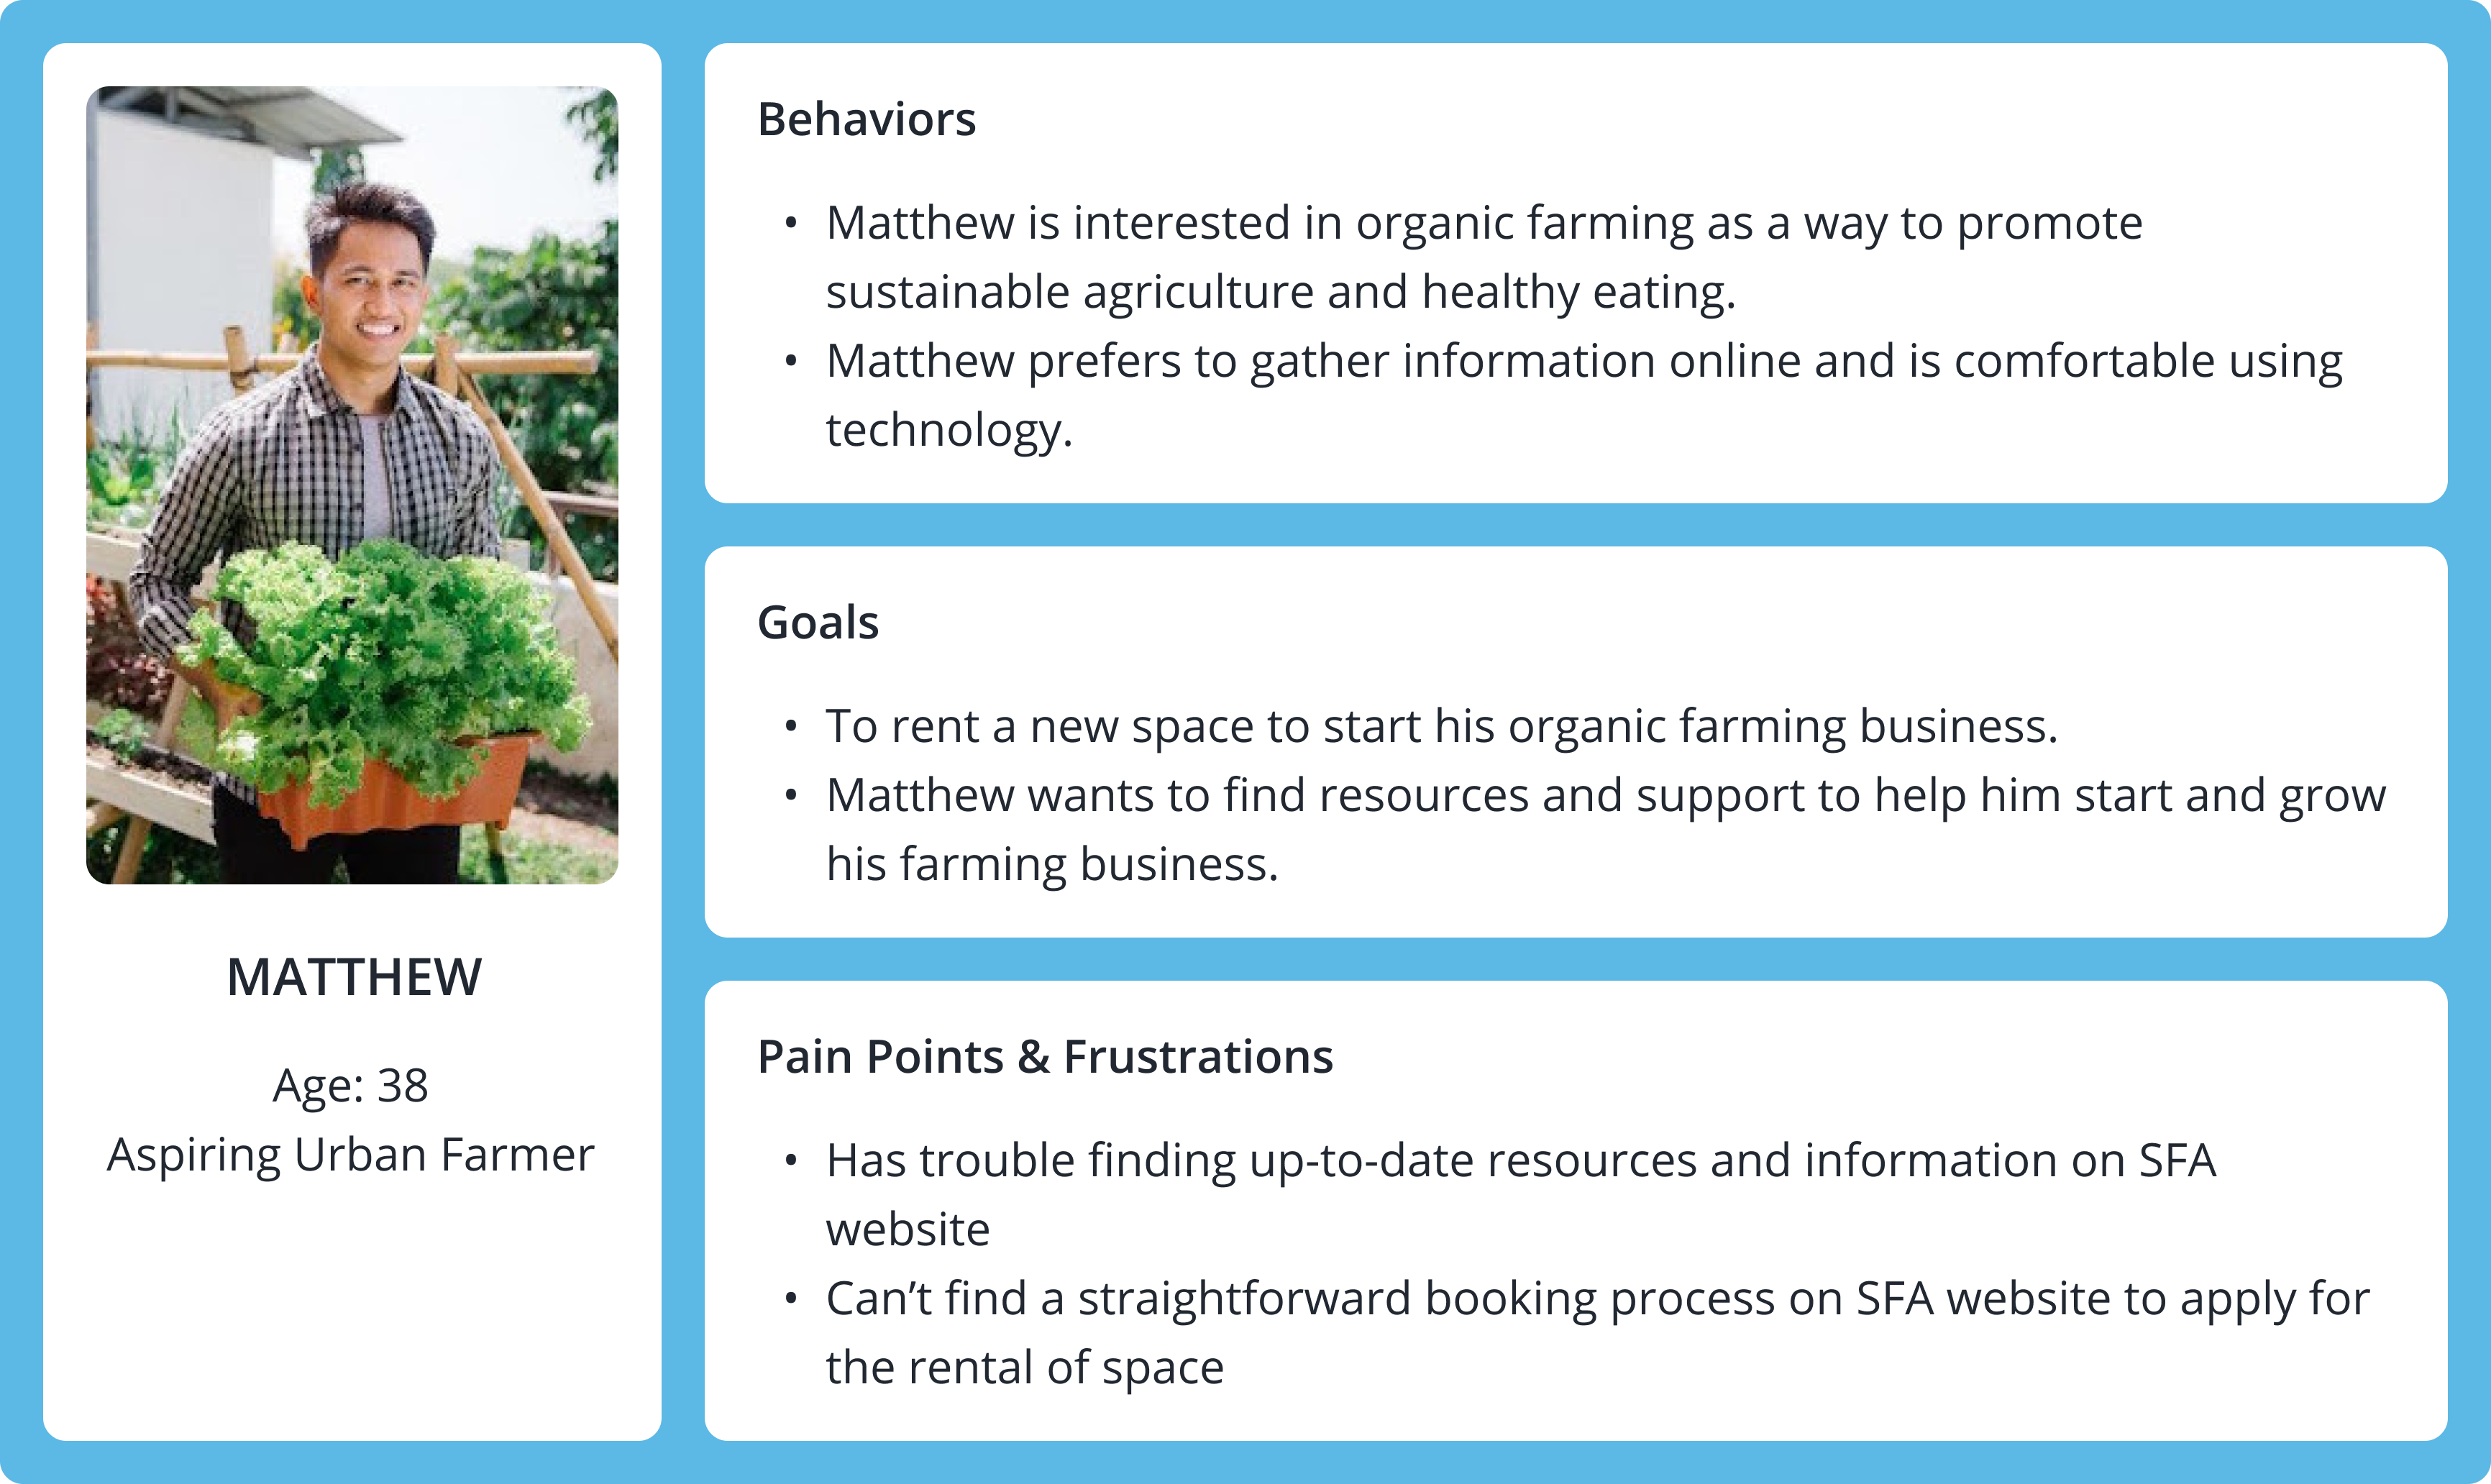 MATTHEW
Age: 38
Aspiring Urban Farmer
Behaviors
• Matthew is interested in organic farming as a way to promote
sustainable agriculture and healthy eating.
• Matthew prefers to gather information online and is comfortable using
technology.
Goals
• To rent a new space to start his organic farming business.
• Matthew wants to find resources and support to help him start and grow
his farming business.
Pain Points & Frustrations
• Has trouble finding up-to-date resources and information on SFA
website
• Can’t find a straightforward booking process on SFA website to apply for
the rental of space